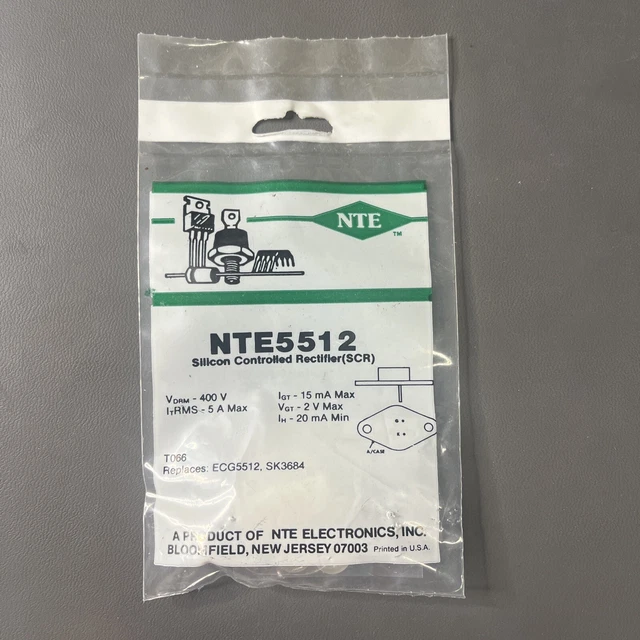 NTE
TM
NTE5512
Silicon Controlled Rectifier(SCR)
VDRM - 400 V
ITRMS - 5 A Max
IGT - 15 mA Max
VGT - 2 V Max
IH - 20 mA Min
G
K
A/CASE
T066
Replaces: ECG5512, SK3684
A PRODUCT OF NTE ELECTRONICS, INC.
BLOOMFIELD, NEW JERSEY 07003 Printed in U.S.A.